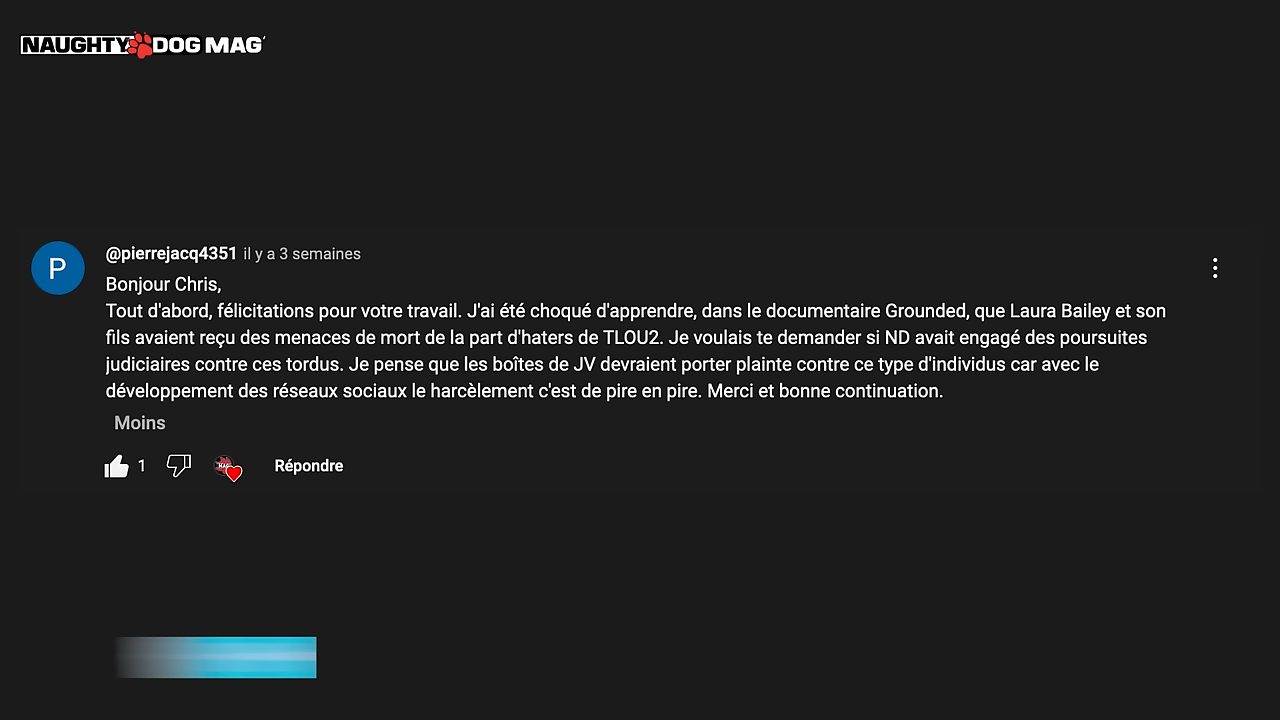 NAUGHTY DOG MAG'
P
@pierrejacq4351 il y a 3 semaines
Bonjour Chris,
Tout d'abord, félicitations pour votre travail. J'ai été choqué d'apprendre, dans le documentaire Grounded, que Laura Bailey et son
fils avaient reçu des menaces de mort de la part d'haters de TLOU2. Je voulais te demander si ND avait engagé des poursuites
judiciaires contre ces tordus. Je pense que les boîtes de JV devraient porter plainte contre ce type d'individus car avec le
développement des réseaux sociaux le harcèlement c'est de pire en pire. Merci et bonne continuation.
Moins
1 Répondre